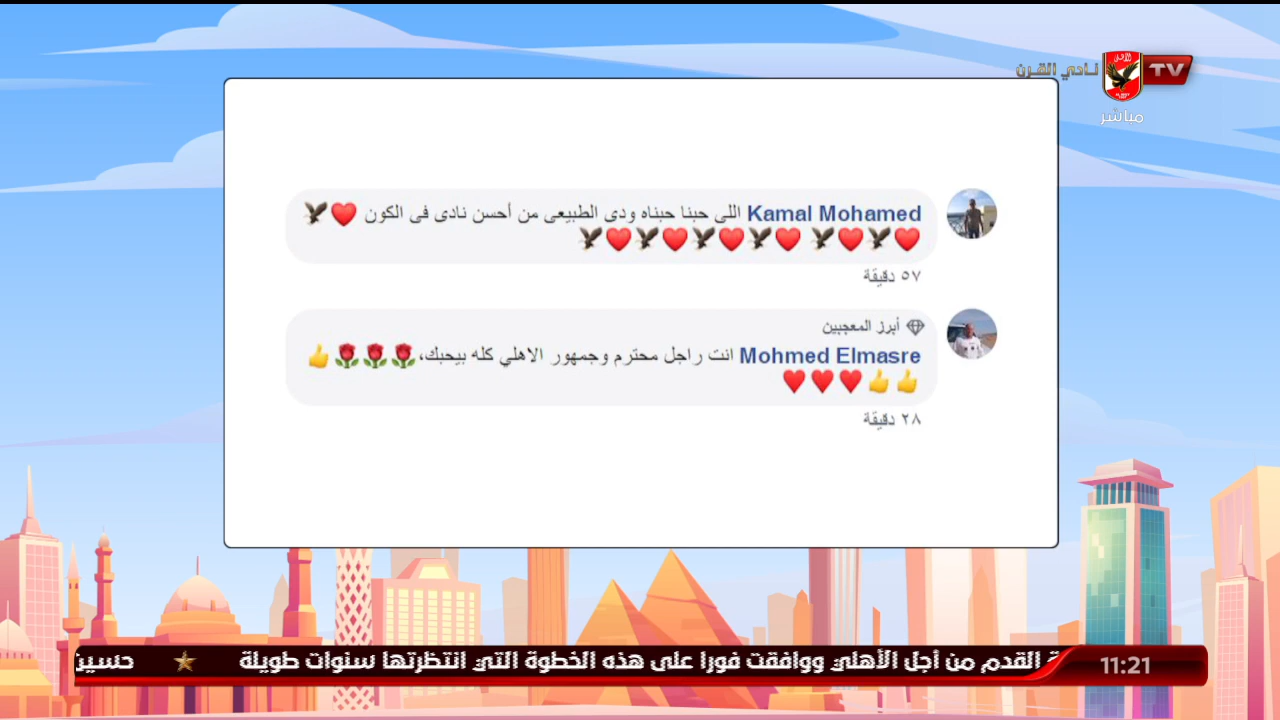 نادي القرن
TV
مباشر
Kamal Mohamed اللى حبنا حبناه ودى الطبيعى من أحسن نادى فى الكون ❤️🦅
❤️🦅❤️🦅 ❤️🦅❤️🦅❤️🦅❤️🦅
٥٧ دقيقة
أبرز المعجبين
Mohmed Elmasre انت راجل محترم وجمهور الاهلي كله بيحبك،🌹🌹🌹👍
👍👍❤️❤️❤️
٢٨ دقيقة
القدم من أجل الأهلي ووافقت فورا على هذه الخطوة التي انتظرتها سنوات طويلة ★ حسين
11:21